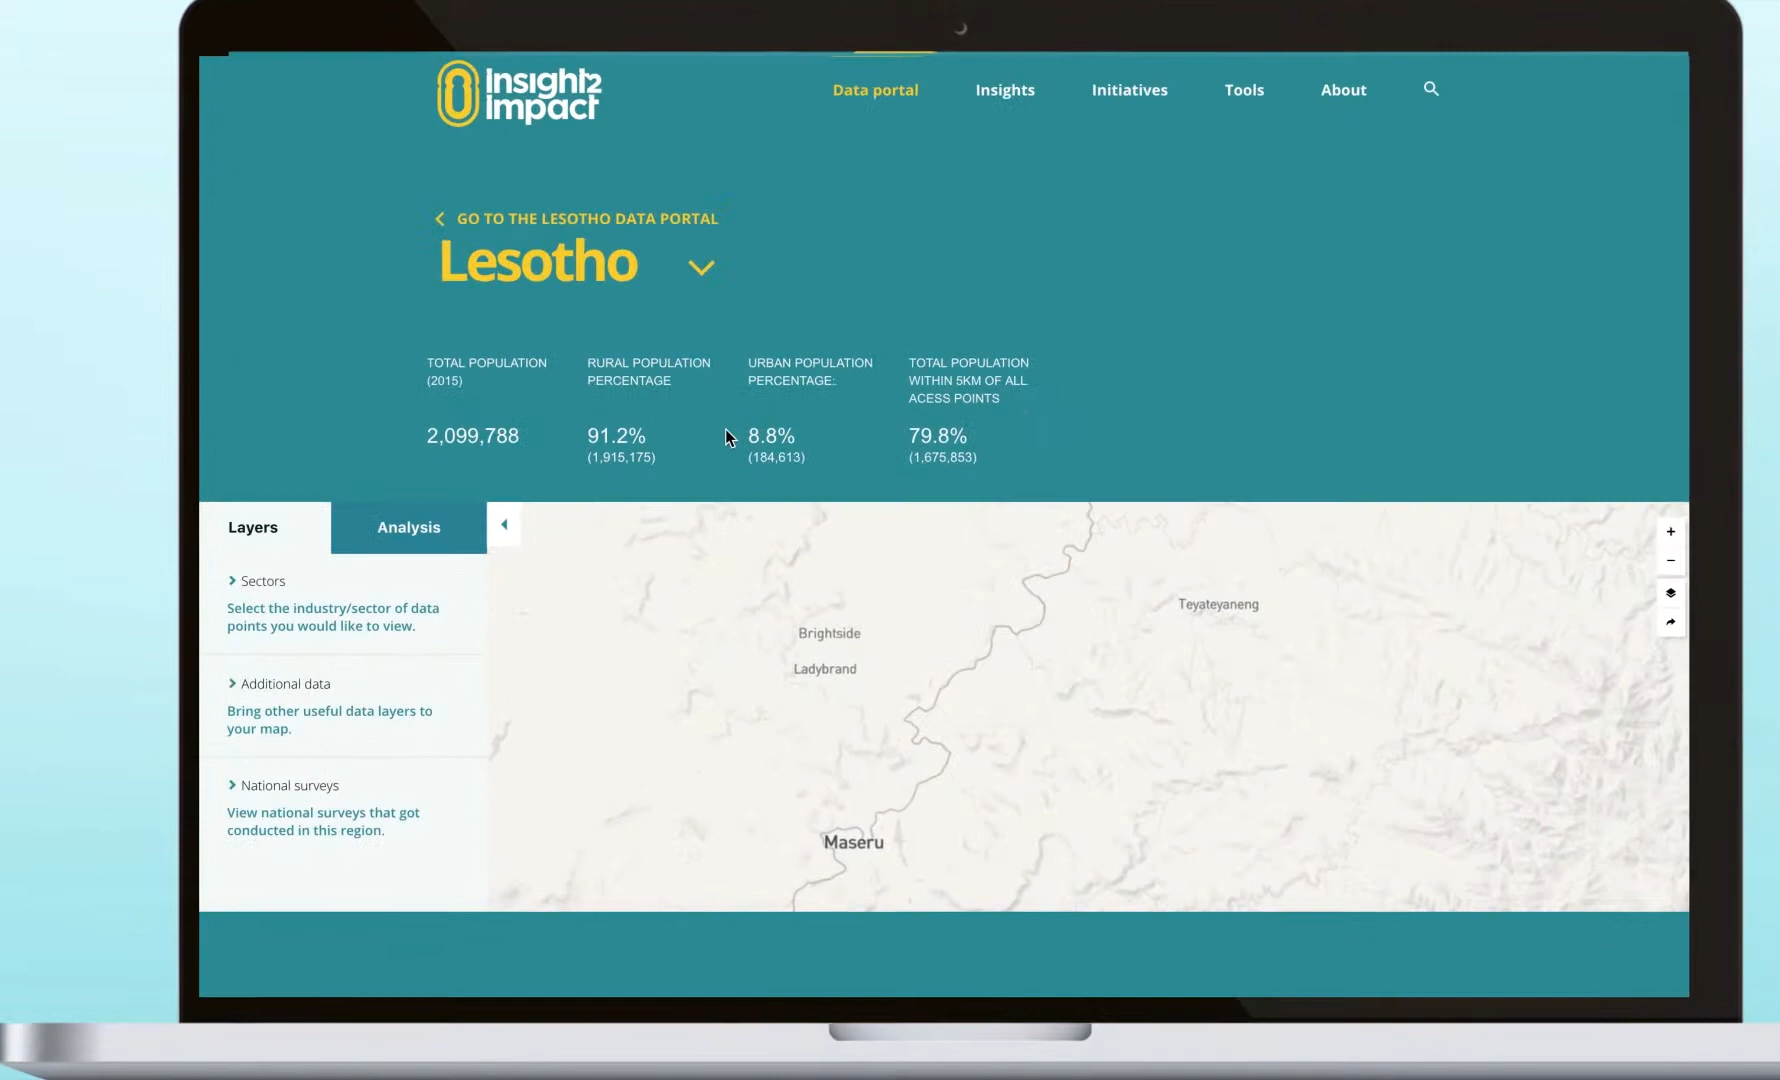 Insight2
impact
Data portal
Insights
Initiatives
Tools
About
GO TO THE LESOTHO DATA PORTAL
Lesotho
TOTAL POPULATION
(2015)
2,099,788
RURAL POPULATION
PERCENTAGE
91.2%
(1,915,175)
URBAN POPULATION
PERCENTAGE:
8.8%
(184,613)
TOTAL POPULATION
WITHIN 5KM OF ALL
ACESS POINTS
79.8%
(1,675,853)
Layers
Analysis
Sectors
Select the industry/sector of data
points you would like to view.
Additional data
Bring other useful data layers to
your map.
National surveys
View national surveys that got
conducted in this region.
Teyateyaneng
Brightside
Ladybrand
Maseru
+
−